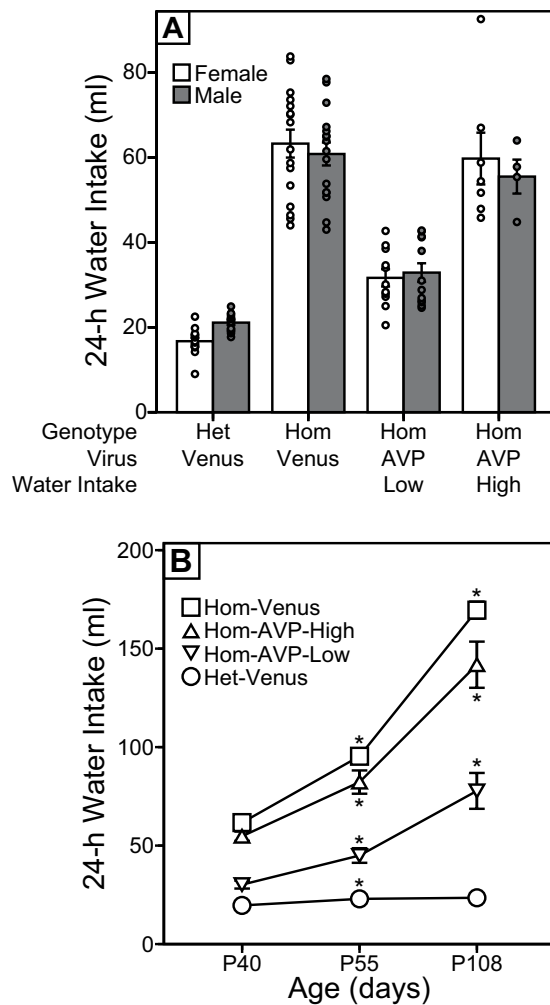 A
Female
Male
24-h Water Intake (ml)
80
60
40
20
0
Genotype Het Hom Hom Hom
Virus Venus Venus AVP AVP
Water Intake Low High
B
Hom-Venus
Hom-AVP-High
Hom-AVP-Low
Het-Venus
24-h Water Intake (ml)
200
150
100
50
0
* * * * * * *
P40 P55 P108
Age (days)